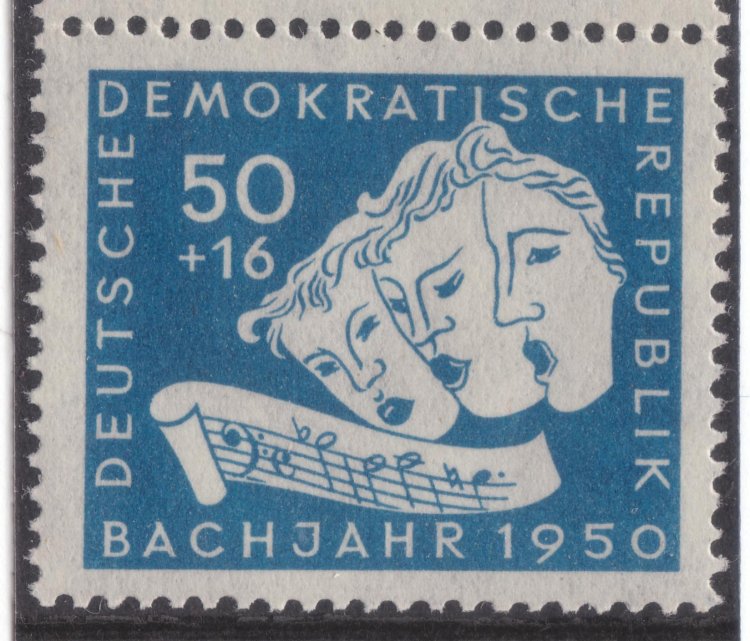 DEUTSCHE
DEMOKRATISCHE
REPUBLIK
50
+16
BACHJAHR 1950